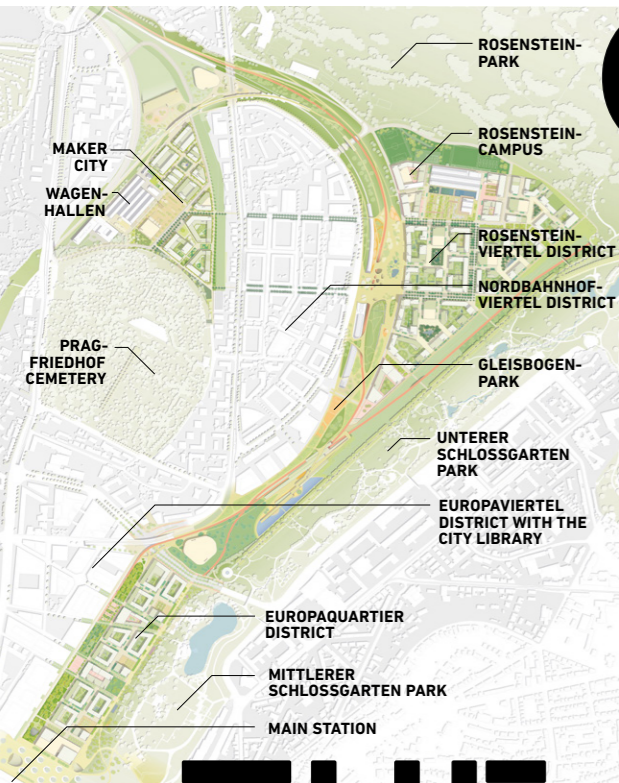 ROSENSTEIN-
PARK
ROSENSTEIN-
CAMPUS
MAKER
CITY
WAGEN-
HALLEN
ROSENSTEIN-
VIERTEL DISTRICT
NORDBAHNHOF-
VIERTEL DISTRICT
PRAG-
FRIEDHOF
CEMETERY
GLEISBOGEN-
PARK
UNTERER
SCHLOSSGARTEN
PARK
EUROPAVIERTEL
DISTRICT WITH THE
CITY LIBRARY
EUROPAQUARTIER
DISTRICT
MITTLERER
SCHLOSSGARTEN PARK
MAIN STATION